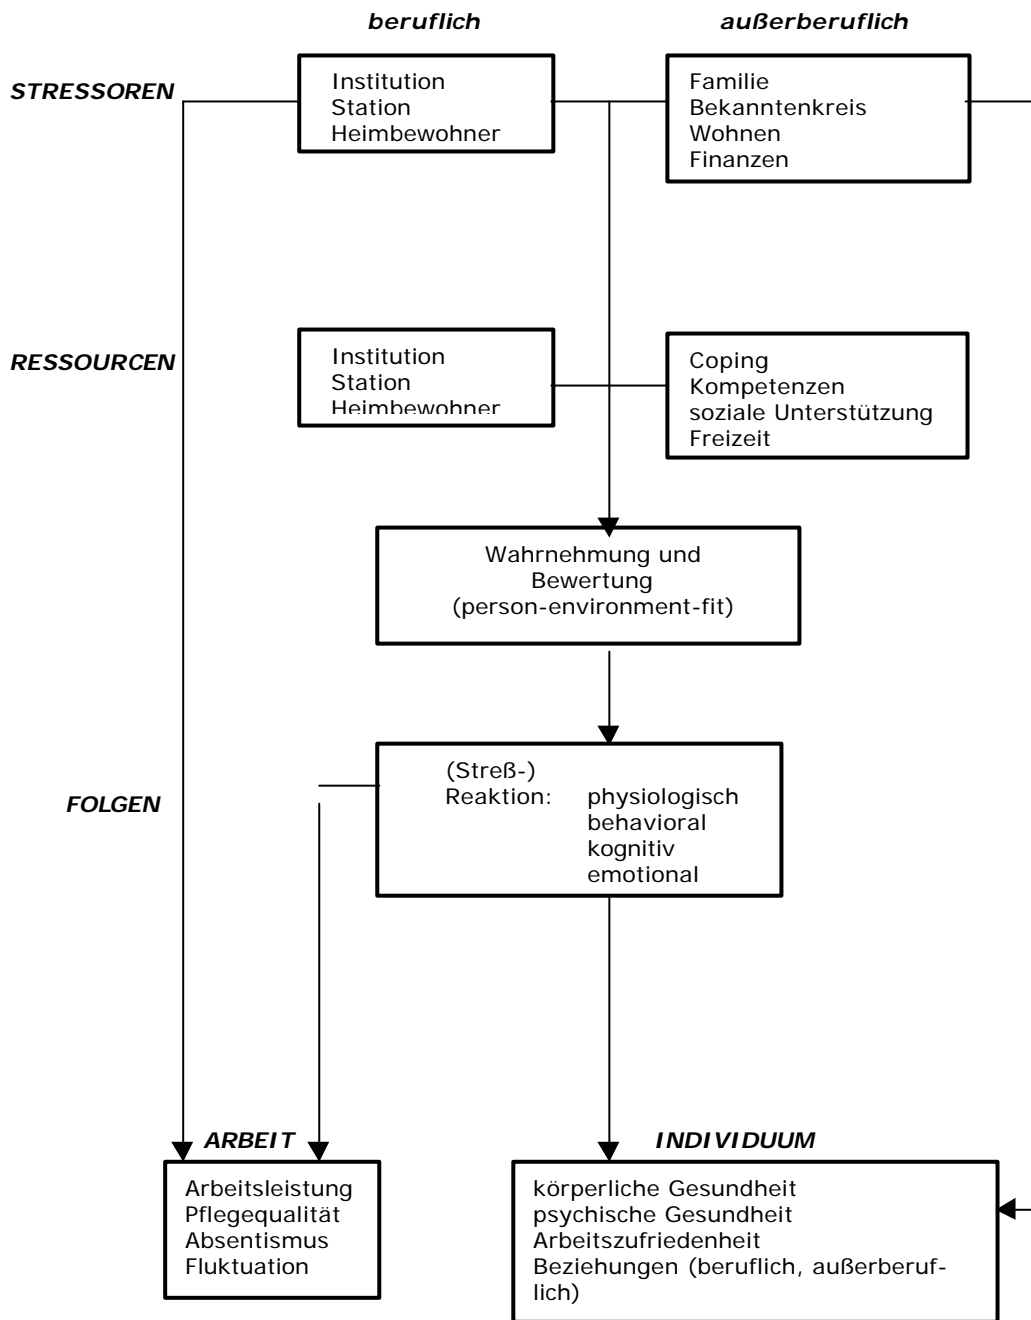 beruflich
außerberuflich
STRESSOREN
Institution
Station
Heimbewohner
Familie
Bekanntenkreis
Wohnen
Finanzen
RESSOURCEN
Institution
Station
Heimbewohner
Coping
Kompetenzen
soziale Unterstützung
Freizeit
Wahrnehmung und
Bewertung
(person-environment-fit)
FOLGEN
(Streß-)
Reaktion: physiologisch
behavioral
kognitiv
emotional
ARBEIT
Arbeitsleistung
Pflegequalität
Absentismus
Fluktuation
INDIVIDUUM
körperliche Gesundheit
psychische Gesundheit
Arbeitszufriedenheit
Beziehungen (beruflich, außerberuf-
lich)